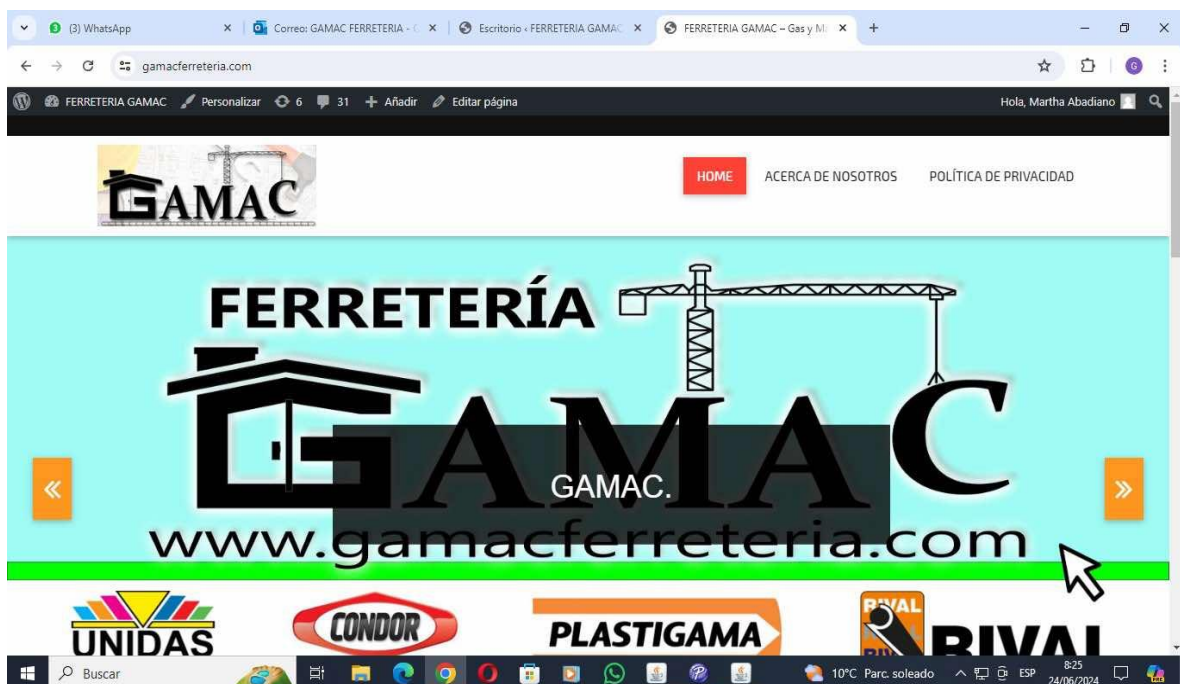 (3) WhatsApp
Correo: GAMAC FERRETERIA -
Escritorio ‹ FERRETERIA GAMAC
FERRETERIA GAMAC – Gas y M
gamacferreteria.com
G
FERRETERIA GAMAC Personalizar 6 31 + Añadir Editar página
Hola, Martha Abadiano
GAMAC
HOME ACERCA DE NOSOTROS POLÍTICA DE PRIVACIDAD
FERRETERÍA
GAMAC
GAMAC.
www.gamacferreteria.com
UNIDAS
CONDOR
PLASTIGAMA
RIVAL
RIVAL
Buscar
10°C Parc. soleado
ESP
8:25
24/06/2024